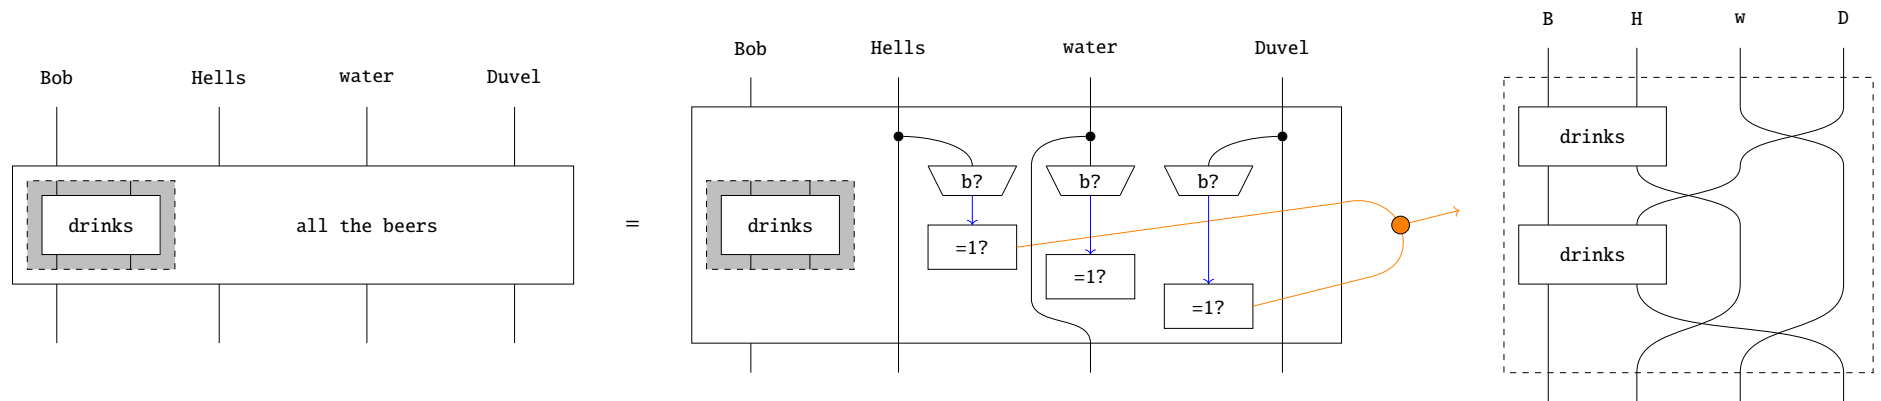 Bob Hells water Duvel
drinks all the beers
=
Bob Hells water Duvel
b? b? b?
drinks
=1?
=1?
=1?
B H w D
drinks
drinks